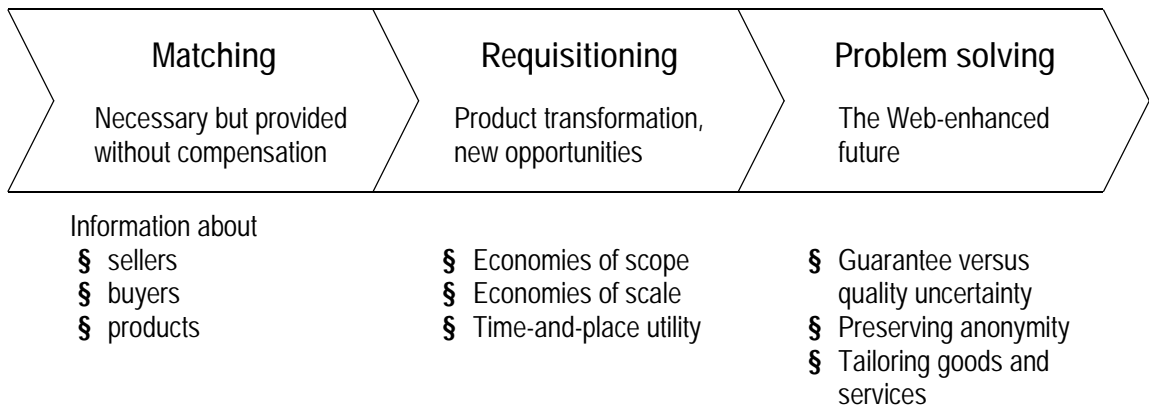 Matching
Necessary but provided
without compensation
Requisitioning
Product transformation,
new opportunities
Problem solving
The Web-enhanced
future
Information about
§ sellers
§ buyers
§ products
§ Economies of scope
§ Economies of scale
§ Time-and-place utility
§ Guarantee versus
quality uncertainty
§ Preserving anonymity
§ Tailoring goods and
services